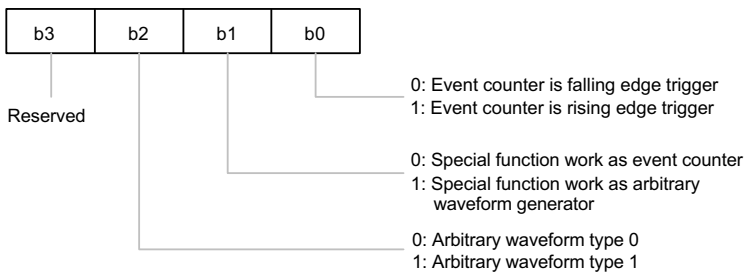 b3 b2 b1 b0
0: Event counter is falling edge trigger
1: Event counter is rising edge trigger
Reserved
0: Special function work as event counter
1: Special function work as arbitrary
waveform generator
0: Arbitrary waveform type 0
1: Arbitrary waveform type 1